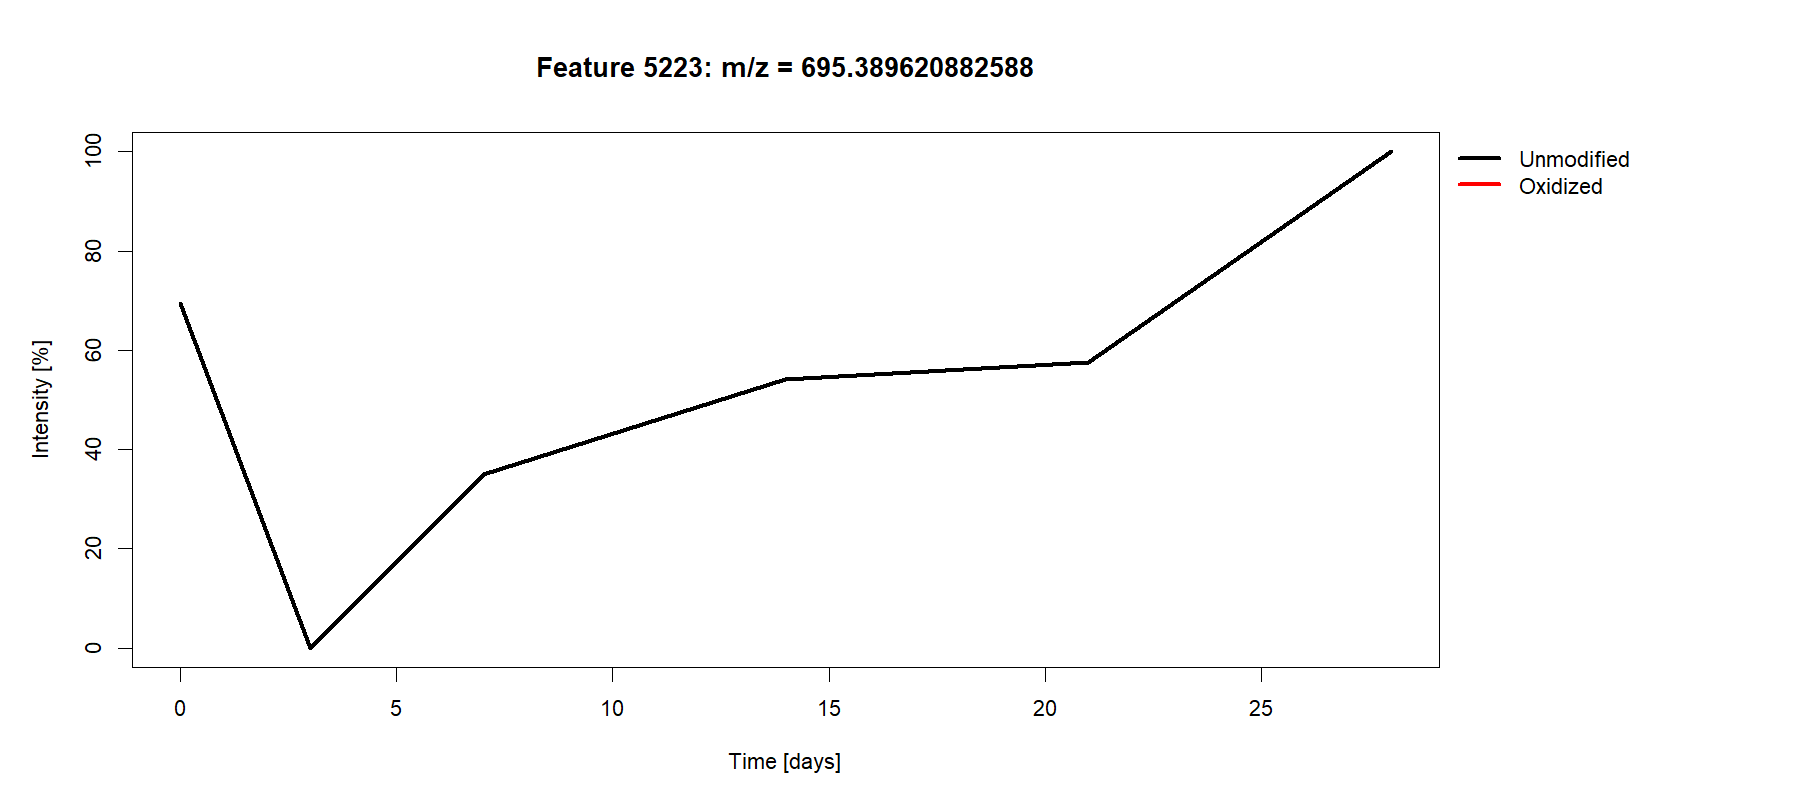 Feature 5223: m/z = 695.389620882588
Unmodified
Oxidized
Intensity [%]
100
80
60
40
20
0
0 5 10 15 20 25
Time [days]